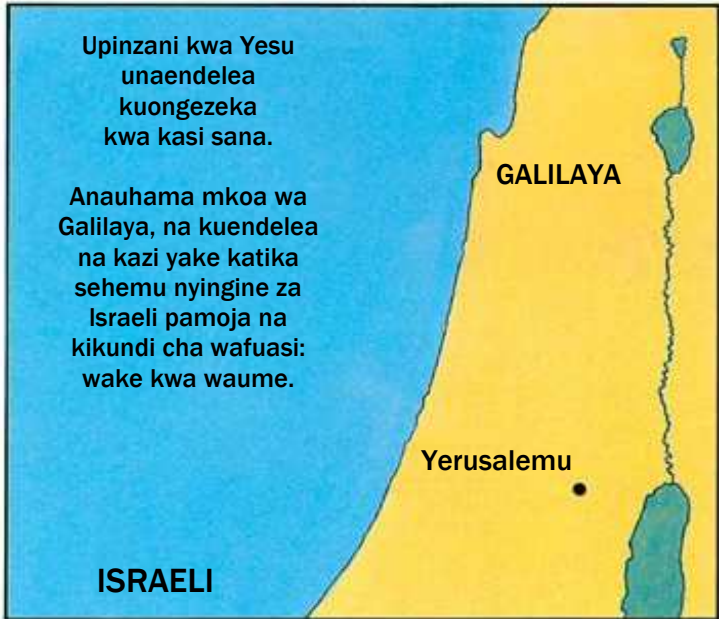 Upinzani kwa Yesu
unaendelea
kuongezeka
kwa kasi sana.
Anauhama mkoa wa
Galilaya, na kuendelea
na kazi yake katika
sehemu nyingine za
Israeli pamoja na
kikundi cha wafuasi:
wake kwa waume.
GALILAYA
Yerusalemu
ISRAELI